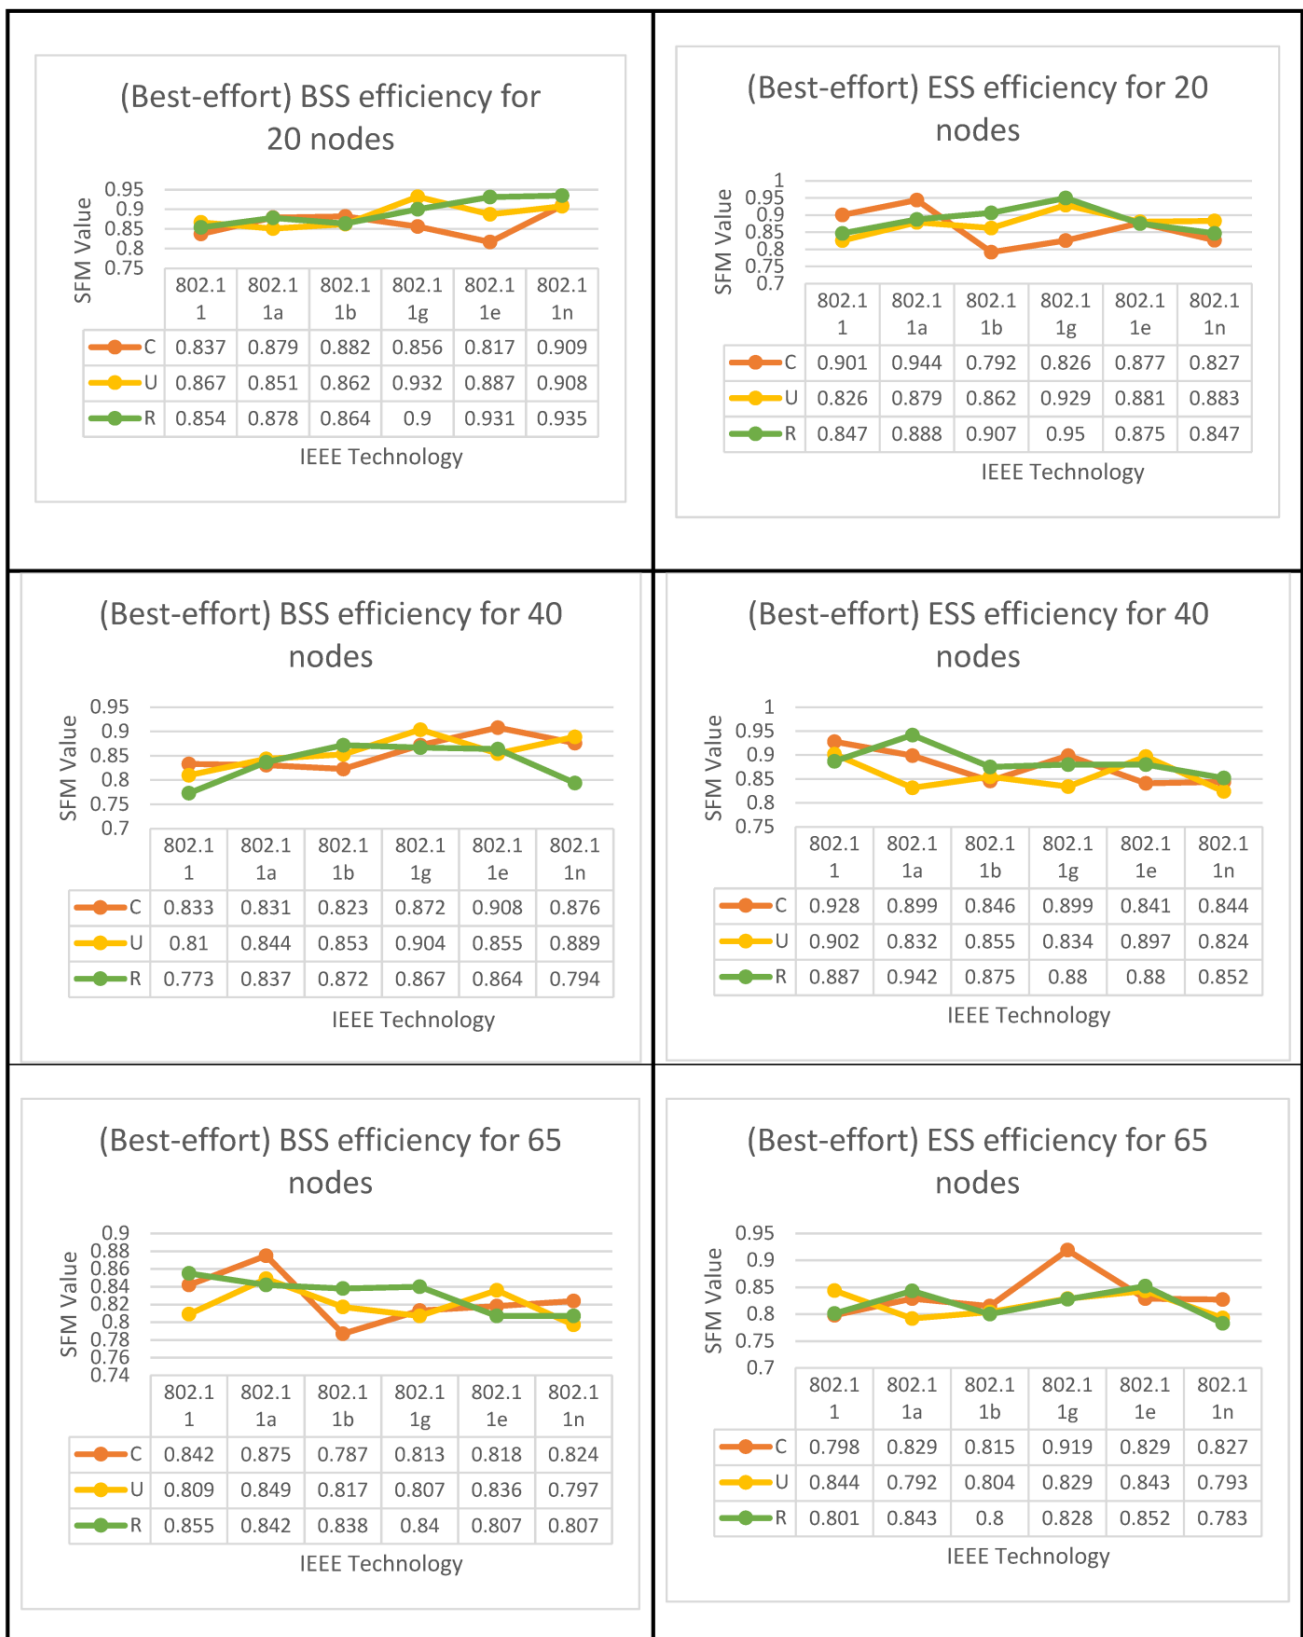 (Best-effort) BSS efficiency for
20 nodes
0.95
0.9
0.85
0.8
0.75
SFM Value
802.1 802.1 802.1 802.1 802.1 802.1
1 1a 1b 1g 1e 1n
C 0.837 0.879 0.882 0.856 0.817 0.909
U 0.867 0.851 0.862 0.932 0.887 0.908
R 0.854 0.878 0.864 0.9 0.931 0.935
IEEE Technology
(Best-effort) ESS efficiency for 20
nodes
1
0.95
0.9
0.85
0.8
0.75
0.7
SFM Value
802.1 802.1 802.1 802.1 802.1 802.1
1 1a 1b 1g 1e 1n
C 0.901 0.944 0.792 0.826 0.877 0.827
U 0.826 0.879 0.862 0.929 0.881 0.883
R 0.847 0.888 0.907 0.95 0.875 0.847
IEEE Technology
(Best-effort) BSS efficiency for 40
nodes
0.95
0.9
0.85
0.8
0.75
0.7
SFM Value
802.1 802.1 802.1 802.1 802.1 802.1
1 1a 1b 1g 1e 1n
C 0.833 0.831 0.823 0.872 0.908 0.876
U 0.81 0.844 0.853 0.904 0.855 0.889
R 0.773 0.837 0.872 0.867 0.864 0.794
IEEE Technology
(Best-effort) ESS efficiency for 40
nodes
1
0.95
0.9
0.85
0.8
0.75
SFM Value
802.1 802.1 802.1 802.1 802.1 802.1
1 1a 1b 1g 1e 1n
C 0.928 0.899 0.846 0.899 0.841 0.844
U 0.902 0.832 0.855 0.834 0.897 0.824
R 0.887 0.942 0.875 0.88 0.88 0.852
IEEE Technology
(Best-effort) BSS efficiency for 65
nodes
0.9
0.88
0.86
0.84
0.82
0.8
0.78
0.76
0.74
SFM Value
802.1 802.1 802.1 802.1 802.1 802.1
1 1a 1b 1g 1e 1n
C 0.842 0.875 0.787 0.813 0.818 0.824
U 0.809 0.849 0.817 0.807 0.836 0.797
R 0.855 0.842 0.838 0.84 0.807 0.807
IEEE Technology
(Best-effort) ESS efficiency for 65
nodes
0.95
0.9
0.85
0.8
0.75
0.7
SFM Value
802.1 802.1 802.1 802.1 802.1 802.1
1 1a 1b 1g 1e 1n
C 0.798 0.829 0.815 0.919 0.829 0.827
U 0.844 0.792 0.804 0.829 0.843 0.793
R 0.801 0.843 0.8 0.828 0.852 0.783
IEEE Technology